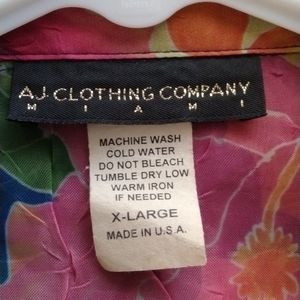 AJ CLOTHING COMPANY
MIAMI
MACHINE WASH
COLD WATER
DO NOT BLEACH
TUMBLE DRY LOW
WARM IRON
IF NEEDED
X-LARGE
MADE IN U.S.A.